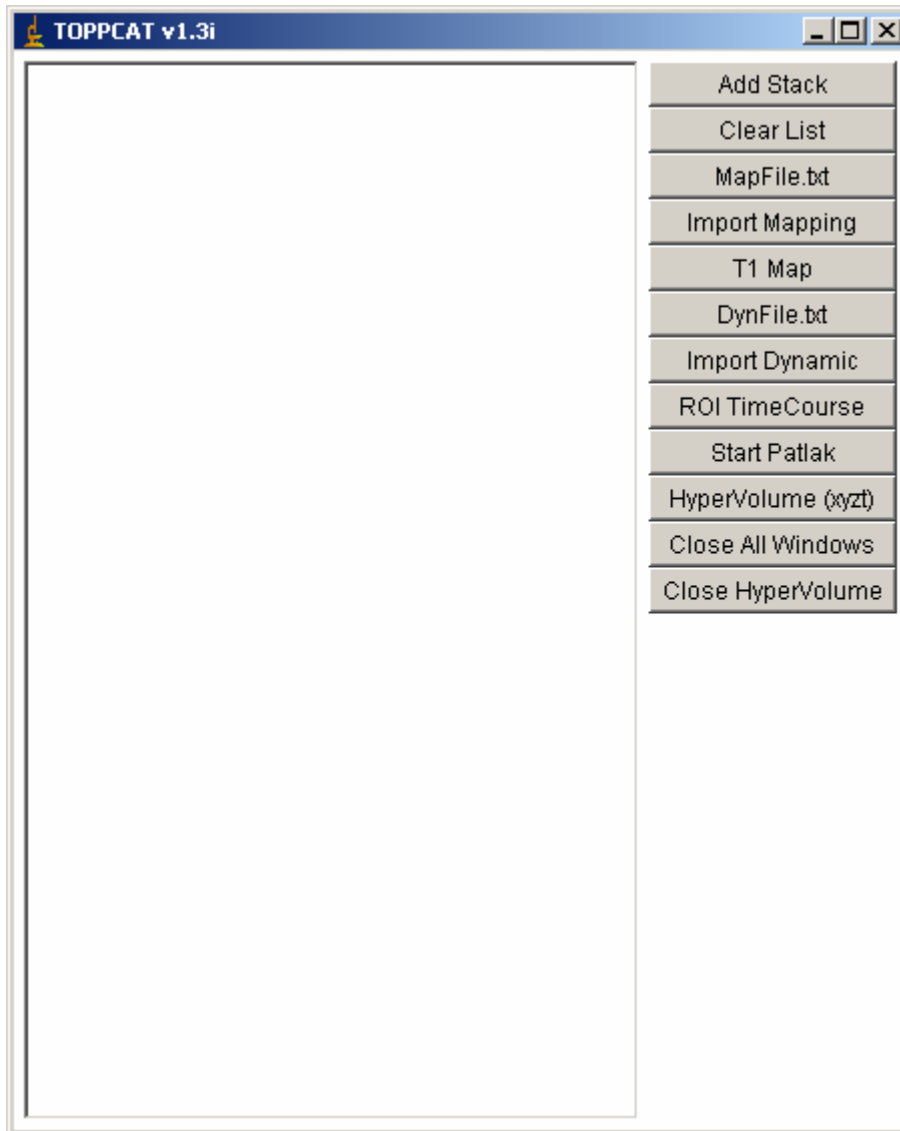 TOPPCAT v1.3i
Add Stack
Clear List
MapFile.txt
Import Mapping
T1 Map
DynFile.txt
Import Dynamic
ROI TimeCourse
Start Patlak
HyperVolume (xyzt)
Close All Windows
Close HyperVolume